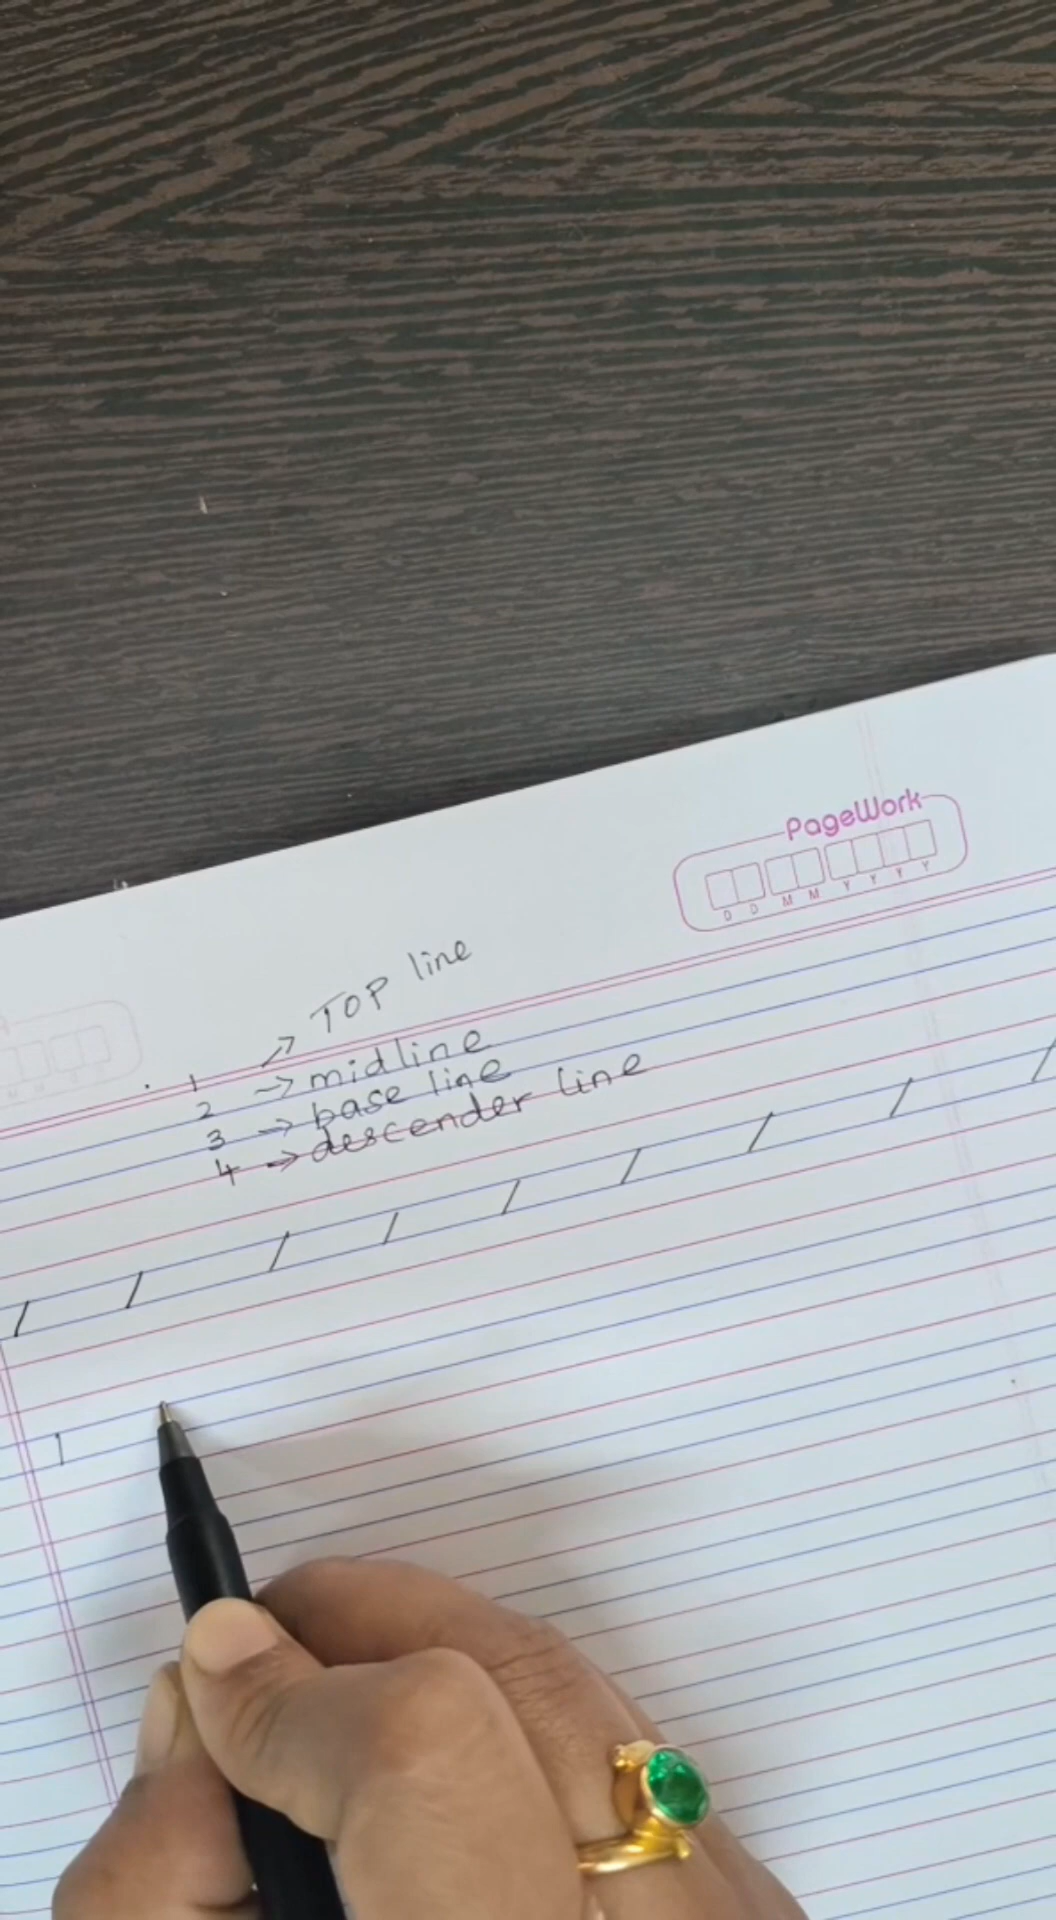 PageWork
D D M M Y Y Y Y
1 → TOP line
2 → midline
3 → base line
4 → descender line